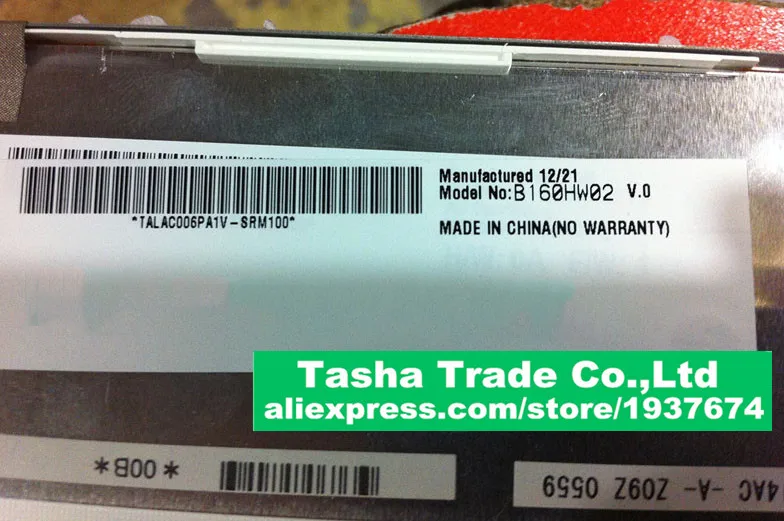 Manufactured 12/21
Model No:B160HW02 V.0
*TALAC006PA1V-SRM100*
MADE IN CHINA(NO WARRANTY)
Tasha Trade Co.,Ltd
aliexpress.com/store/1937674
*00B*
4AC -A- Z09Z 0559